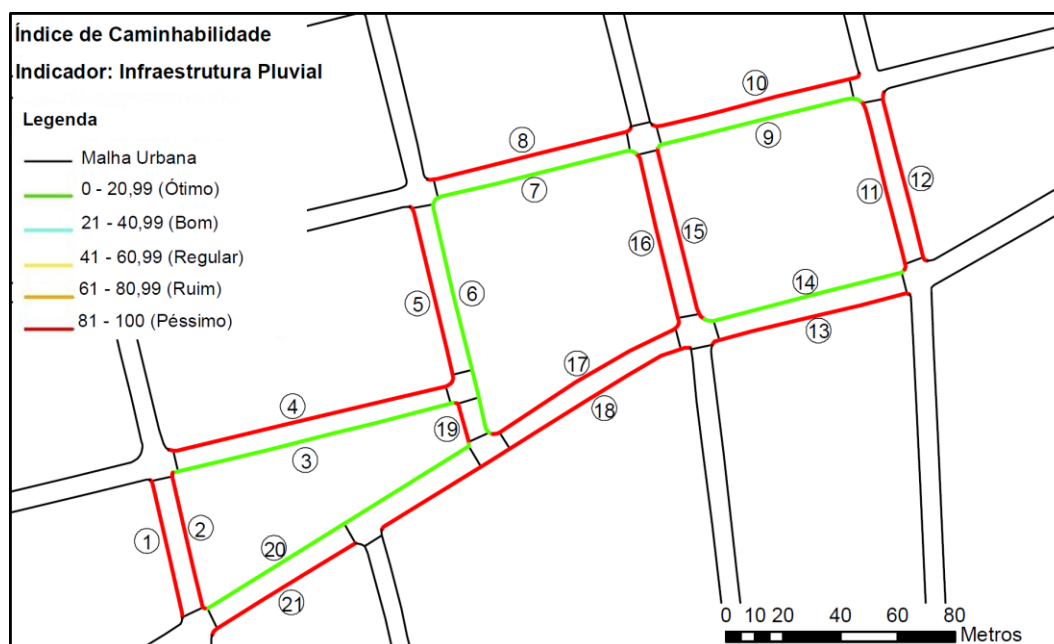 Índice de Caminhabilidade
Indicador: Infraestrutura Pluvial
Legenda
Malha Urbana
0 - 20,99 (Ótimo)
21 - 40,99 (Bom)
41 - 60,99 (Regular)
61 - 80,99 (Ruim)
81 - 100 (Péssimo)
10
8
9
7
12
11
16
15
6
5
14
13
17
4
18
19
3
2
1
20
21
0 10 20 40 60 80
Metros